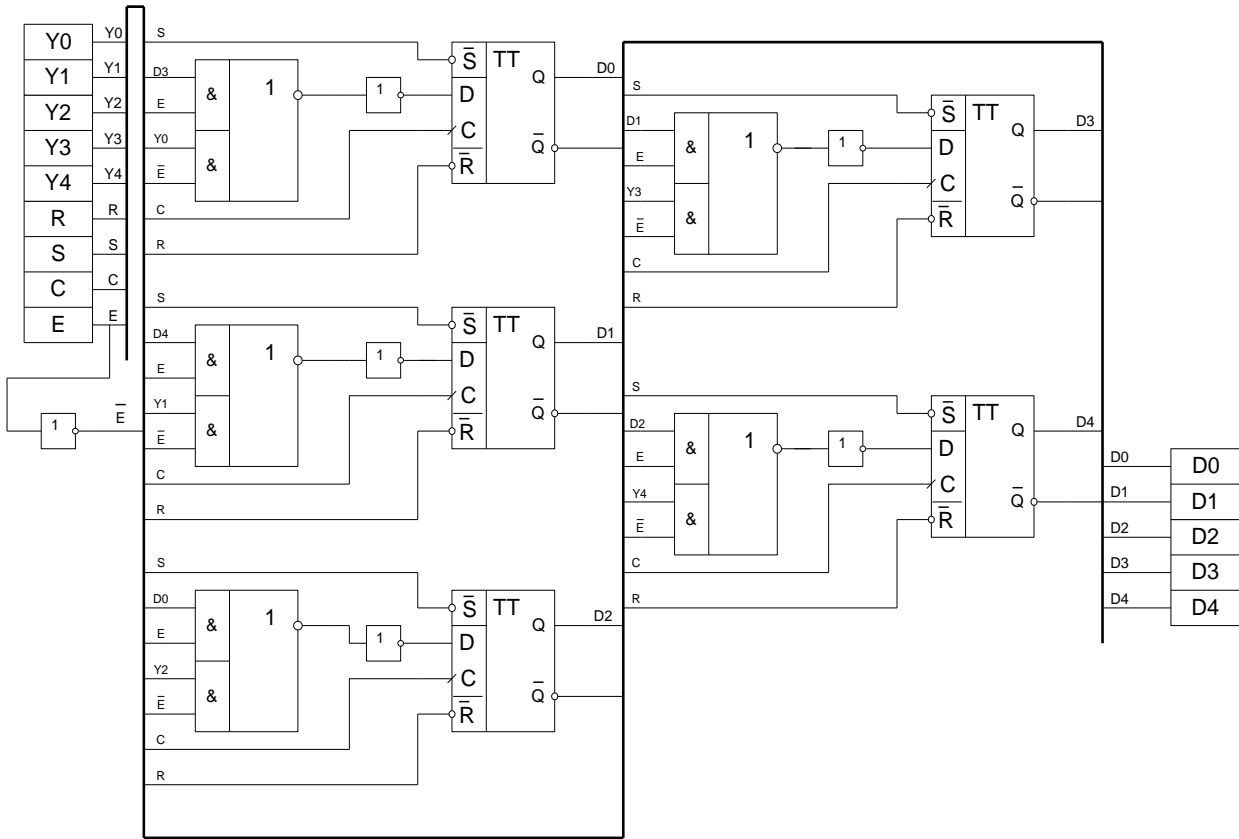 Y0 Y0
Y1 Y1
Y2 Y2
Y3 Y3
Y4 Y4
R R
S S
C C
E E
1 E̅
S
D3 & 1 1
E
Y0 &
E̅
C
R
S̅ TT
D Q D0
C
R̅ Q̅
S
D4 & 1 1
E
Y1 &
E̅
C
R
S̅ TT
D Q D1
C
R̅ Q̅
S
D0 & 1 1
E
Y2 &
E̅
C
R
S̅ TT
D Q D2
C
R̅ Q̅
S
D1 & 1 1
E
Y3 &
E̅
C
R
S̅ TT
D Q D3
C
R̅ Q̅
S
D2 & 1 1
E
Y4 &
E̅
C
R
S̅ TT
D Q D4
C
R̅ Q̅
D0 D0
D1 D1
D2 D2
D3 D3
D4 D4